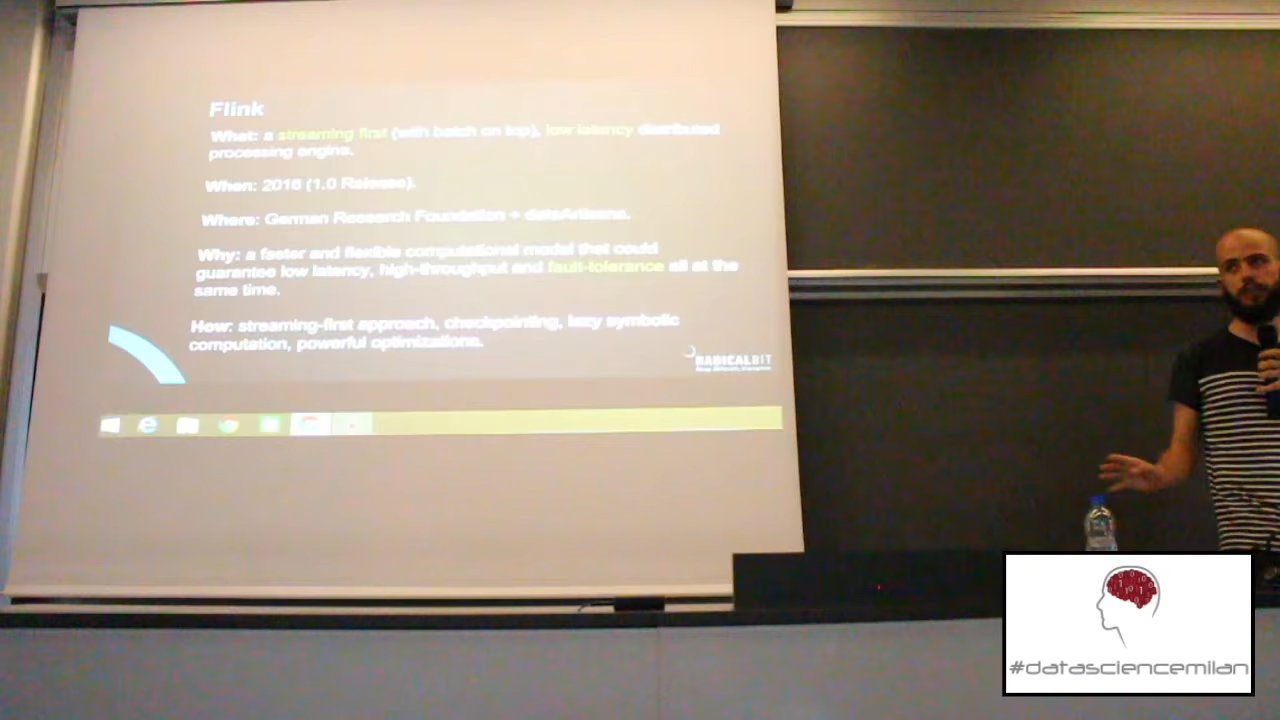 Flink
What: a streaming first (with batch on top), low latency distributed
processing engine.
When: 2016 (1.0 Release).
Where: German Research Foundation + dataArtisans.
Why: a faster and flexible computational model that could
guarantee low latency, high-throughput and fault-tolerance all at the
same time.
How: streaming-first approach, checkpointing, lazy symbolic
computation, powerful optimizations.
RADICALBIT
#datasciencemilan